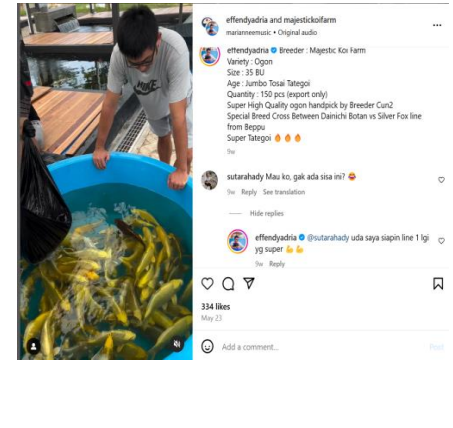 effendyadria and majestickoifarm
marianneemusic • Original audio
effendyadria Breeder : Majestic Koi Farm
Variety : Ogon
Size : 35 BU
Age : Jumbo Tosai Tategoi
Quantity : 150 pcs (export only)
Super High Quality ogon handpick by Breeder Cun2
Special Breed Cross Between Dainichi Botan vs Silver Fox line
from Beppu
Super Tategoi 🔥 🔥 🔥
9w
sutarahady Mau ko, gak ada sisa ini? 😍
9w Reply See translation
Hide replies
effendyadria @sutarahady uda saya siapin line 1 lgi
yg super 💪 💪
9w Reply
334 likes
May 23
Add a comment...
Post